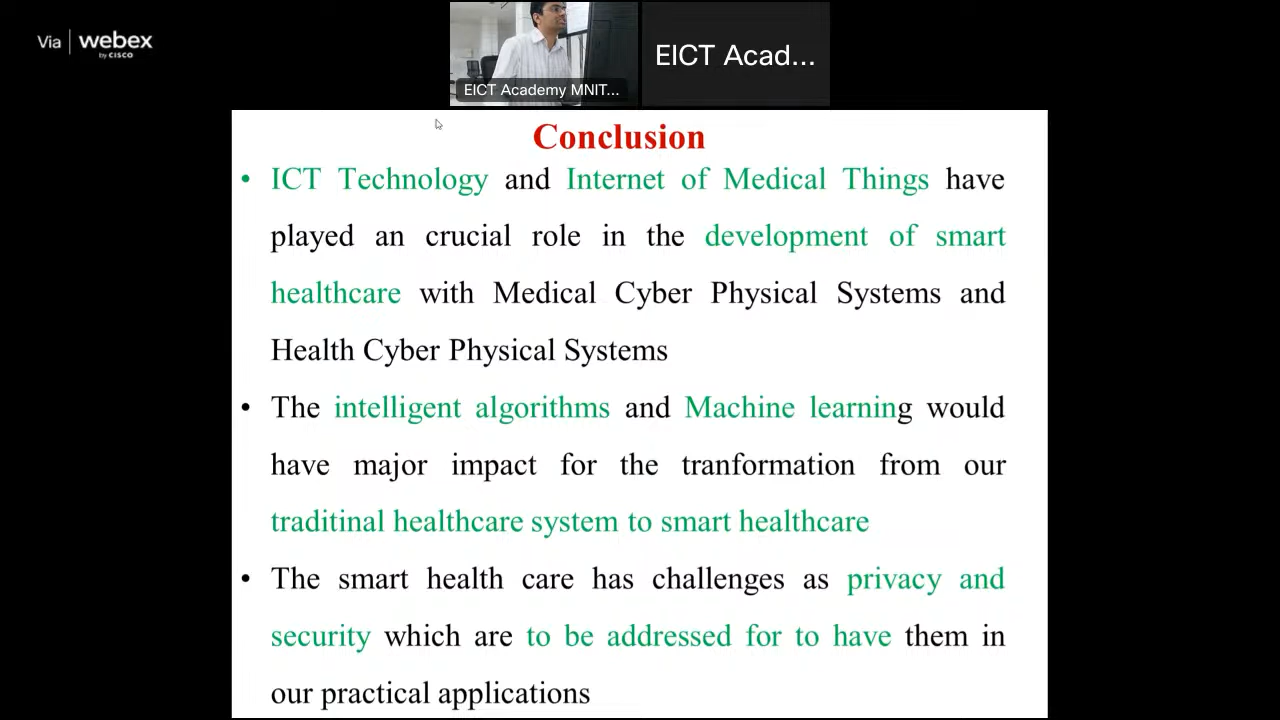 Via webex
by CISCO
EICT Academy MNIT...
EICT Acad...
Conclusion
• ICT Technology and Internet of Medical Things have
played an crucial role in the development of smart
healthcare with Medical Cyber Physical Systems and
Health Cyber Physical Systems
• The intelligent algorithms and Machine learning would
have major impact for the tranformation from our
traditinal healthcare system to smart healthcare
• The smart health care has challenges as privacy and
security which are to be addressed for to have them in
our practical applications